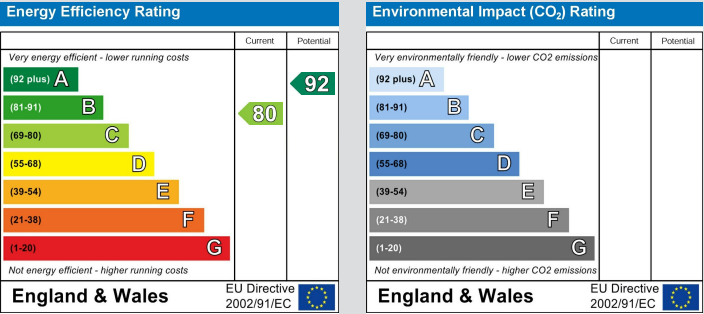 Energy Efficiency Rating
Current Potential
Very energy efficient - lower running costs
(92 plus) A
92
(81-91) B
80
(69-80) C
(55-68) D
(39-54) E
(21-38) F
(1-20) G
Not energy efficient - higher running costs
England & Wales
EU Directive
2002/91/EC
Environmental Impact (CO₂) Rating
Current Potential
Very environmentally friendly - lower CO2 emissions
(92 plus) A
(81-91) B
(69-80) C
(55-68) D
(39-54) E
(21-38) F
(1-20) G
Not environmentally friendly - higher CO2 emissions
England & Wales
EU Directive
2002/91/EC